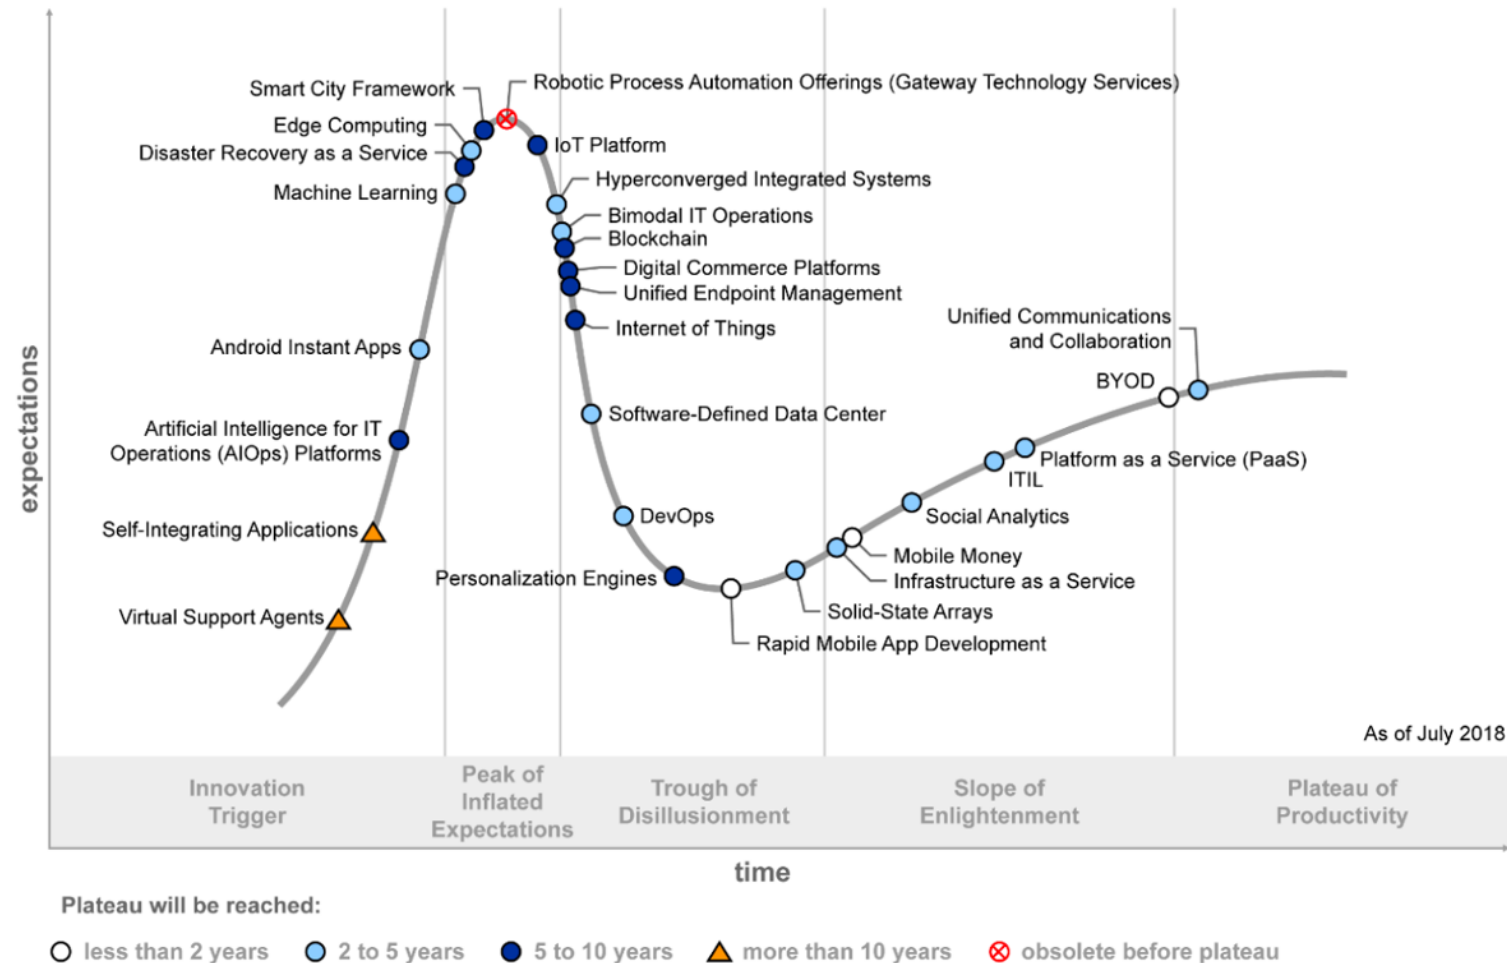 Robotic Process Automation Offerings (Gateway Technology Services)
Smart City Framework
Edge Computing
Disaster Recovery as a Service
Machine Learning
IoT Platform
Hyperconverged Integrated Systems
Bimodal IT Operations
Blockchain
Digital Commerce Platforms
Unified Endpoint Management
Internet of Things
Android Instant Apps
Unified Communications
and Collaboration
BYOD
Software-Defined Data Center
Artificial Intelligence for IT
Operations (AIOps) Platforms
Platform as a Service (PaaS)
ITIL
Social Analytics
Self-Integrating Applications
DevOps
Mobile Money
Infrastructure as a Service
Personalization Engines
Solid-State Arrays
Virtual Support Agents
Rapid Mobile App Development
expectations
As of July 2018
Innovation
Trigger
Peak of
Inflated
Expectations
Trough of
Disillusionment
Slope of
Enlightenment
Plateau of
Productivity
time
Plateau will be reached:
less than 2 years
2 to 5 years
5 to 10 years
more than 10 years
obsolete before plateau